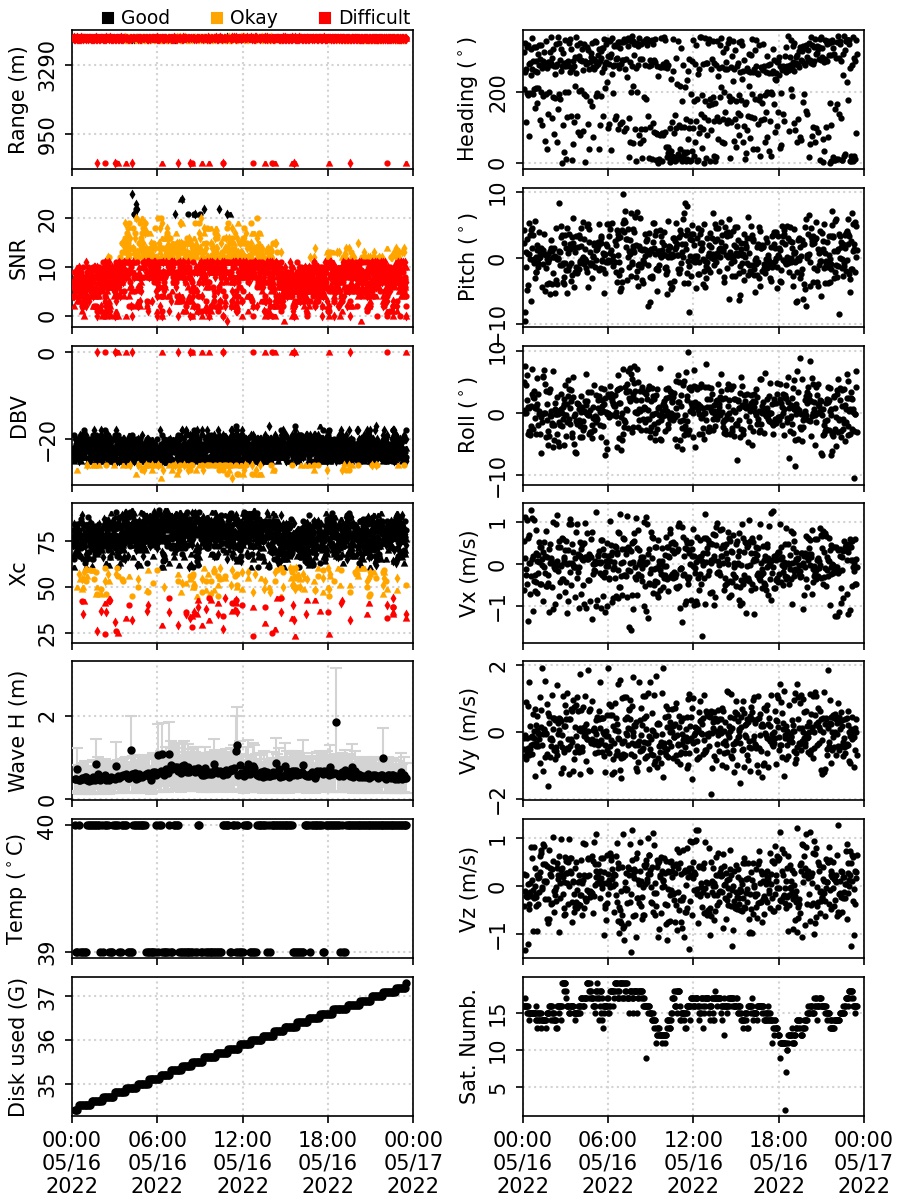 Good Okay Difficult
Range (m)
3290
950
Heading (°)
200
0
SNR
20
10
0
Pitch (°)
10
0
−10
DBV
0
−20
Roll (°)
10
0
−10
Xc
75
50
25
Vx (m/s)
1
0
−1
Wave H (m)
2
0
Vy (m/s)
2
0
−2
Temp (°C)
40
39
Vz (m/s)
1
0
−1
Disk used (G)
37
36
35
Sat. Numb.
15
10
5
00:00 06:00 12:00 18:00 00:00
05/16 05/16 05/16 05/16 05/17
2022 2022 2022 2022 2022
00:00 06:00 12:00 18:00 00:00
05/16 05/16 05/16 05/16 05/17
2022 2022 2022 2022 2022